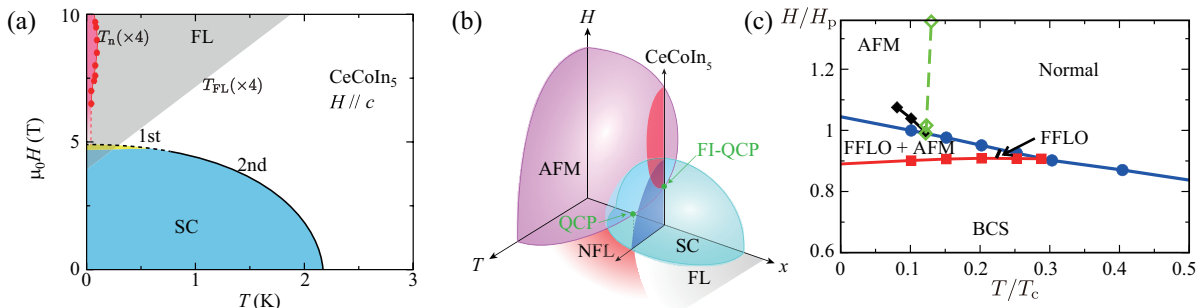 (a)
10
5
0
μ₀H (T)
Tn(×4)
FL
TFL(×4)
CeCoIn₅
H // c
1st
2nd
SC
0
1
2
3
T (K)
(b)
H
CeCoIn₅
AFM
FI-QCP
QCP
T
NFL
SC
FL
x
(c)
H/Hp
AFM
Normal
1.2
1
FFLO
FFLO + AFM
0.8
BCS
0.6
0
0.1
0.2
0.3
0.4
0.5
T/Tc